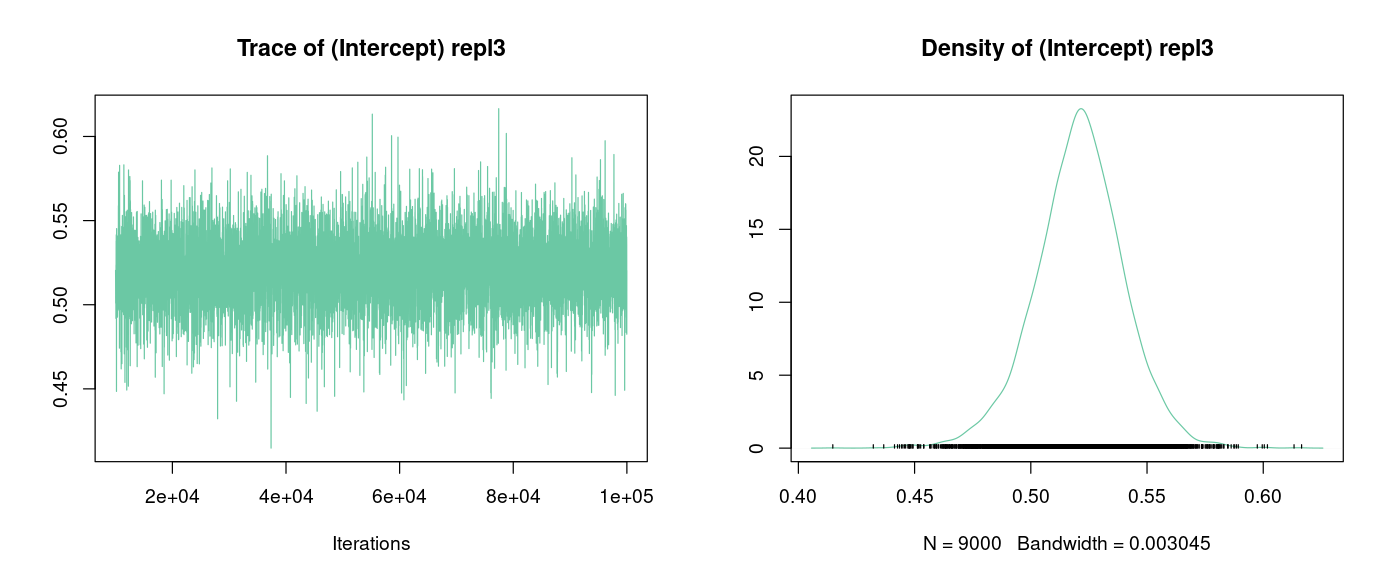 Trace of (Intercept) repl3
0.60
0.55
0.50
0.45
2e+04 4e+04 6e+04 8e+04 1e+05
Iterations
Density of (Intercept) repl3
20
15
10
5
0
0.40 0.45 0.50 0.55 0.60
N = 9000 Bandwidth = 0.003045